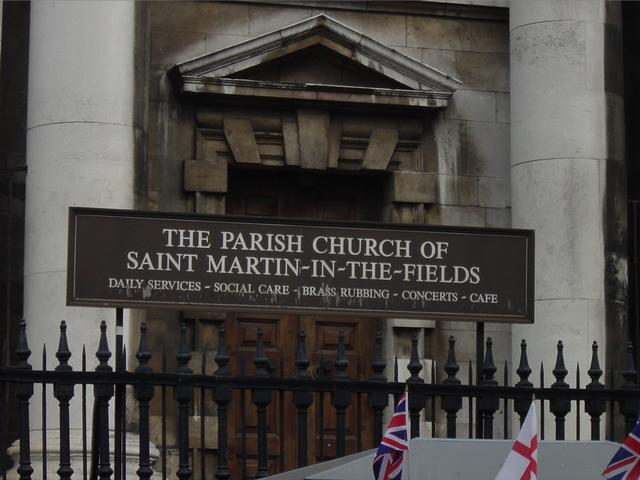 THE PARISH CHURCH OF
SAINT MARTIN-IN-THE-FIELDS
DAILY SERVICES - SOCIAL CARE - BRASS RUBBING - CONCERTS - CAFE